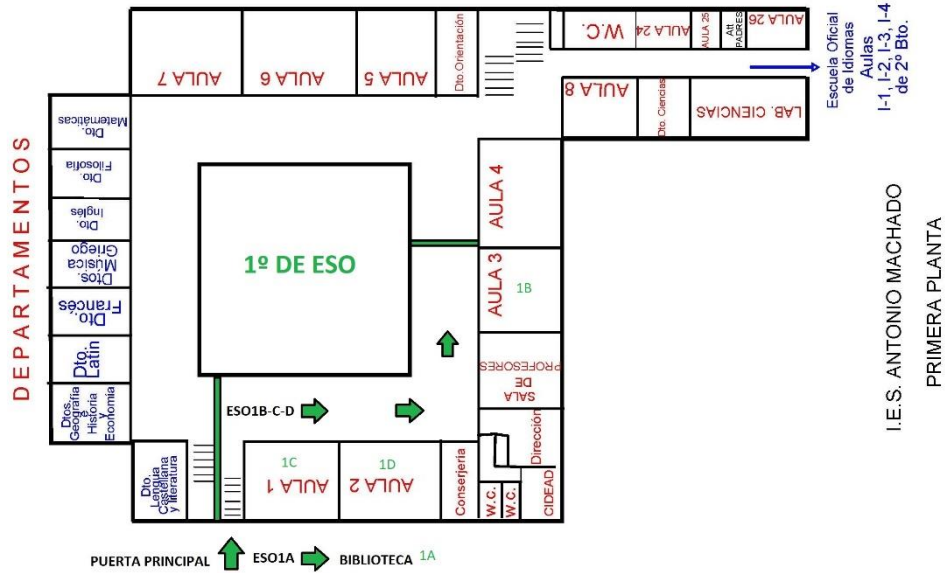 AULA 7
AULA 6
AULA 5
Dto. Orientación
W.C.
AULA 24
AULA 25
Att PADRES
AULA 26
Escuela Oficial
de Idiomas
Aulas
I-1, I-2, I-3, I-4
de 2º Bto.
AULA 8
Dto. Ciencias
LAB. CIENCIAS
DEPARTAMENTOS
Dto.
Matemáticas
Dto.
Filosofía
Dto.
Inglés
Dtos.
Música
Griego
Dto.
Francés
Dto.
Latín
Dtos.
Geografía
e
Historia
y
Economía
Dto.
Lengua
Castellana
y literatura
1º DE ESO
AULA 4
AULA 3
1B
SALA
DE
PROFESORES
ESO1B-C-D
1C
AULA 1
1D
AULA 2
Conserjería
Dirección
W.C.
W.C.
CIDEAD
PUERTA PRINCIPAL
ESO1A
BIBLIOTECA 1A
I.E.S. ANTONIO MACHADO
PRIMERA PLANTA